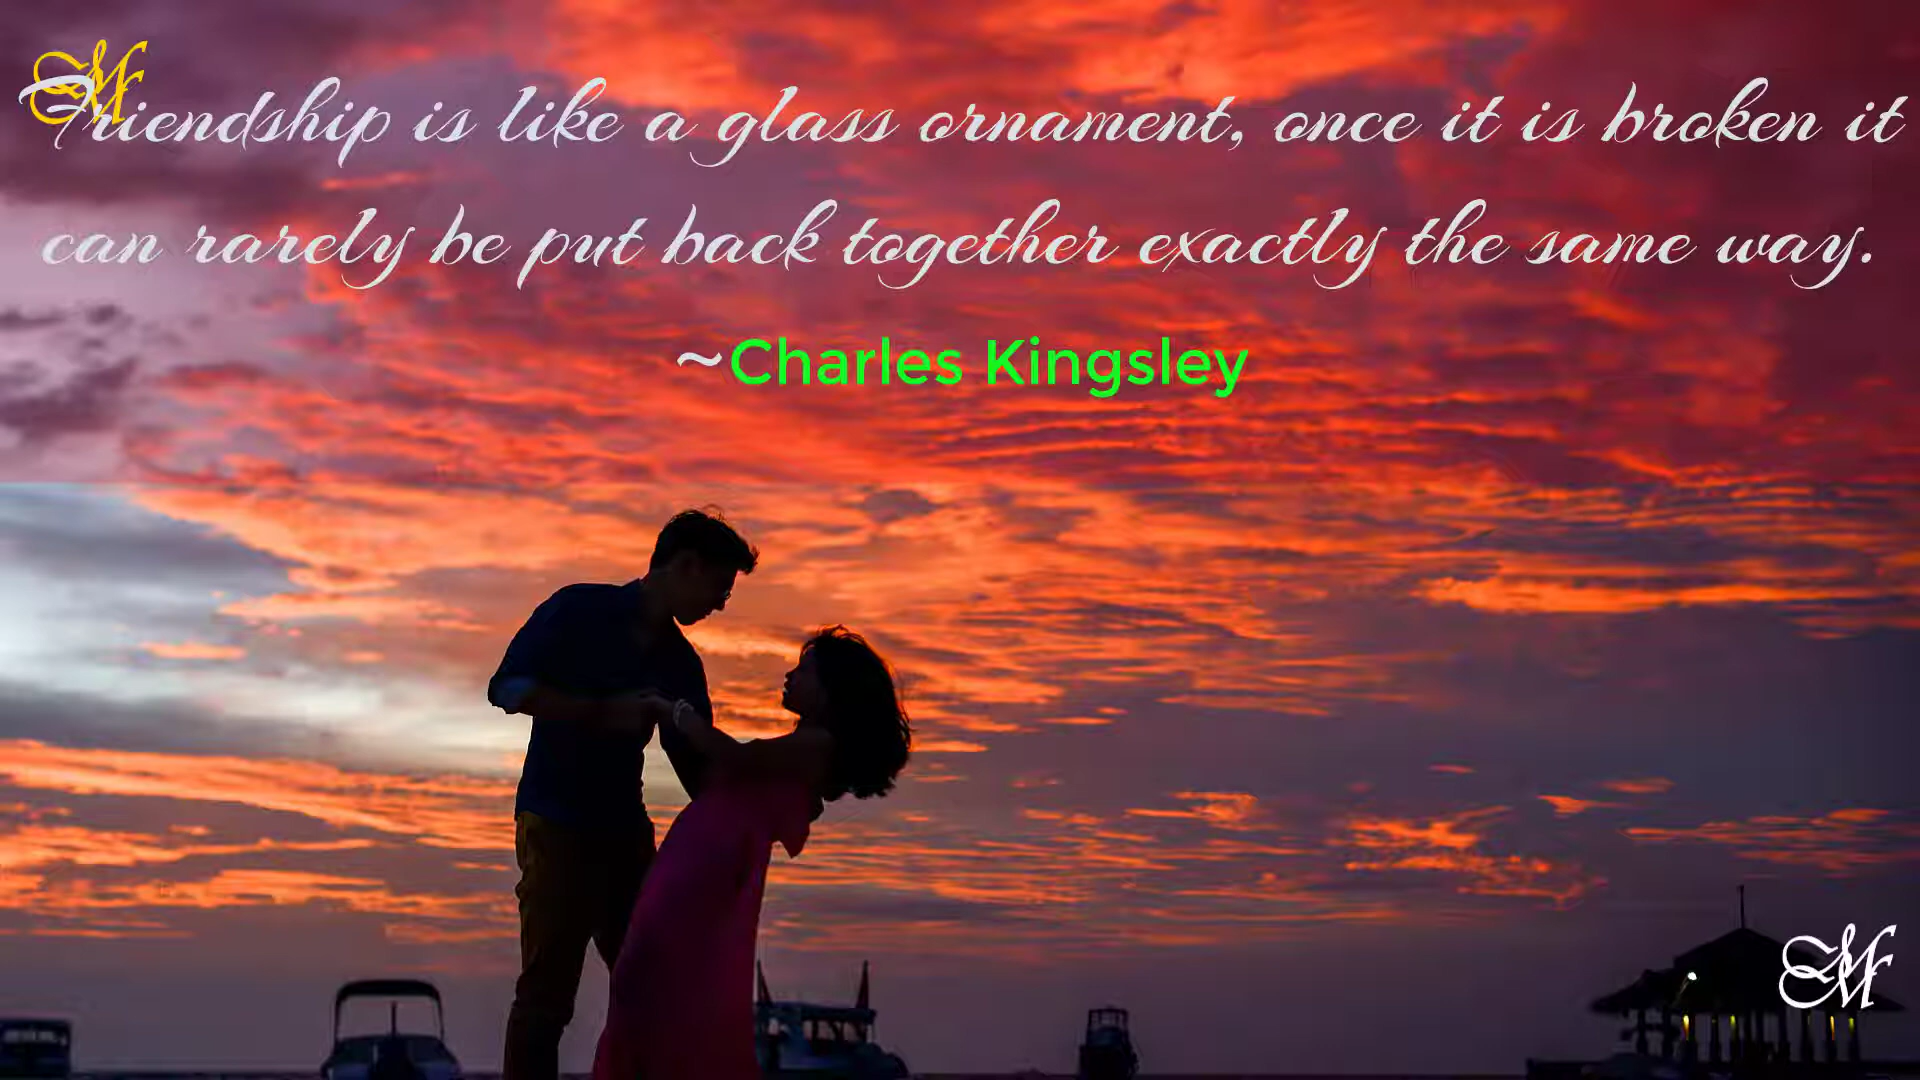 Friendship is like a glass ornament, once it is broken it
can rarely be put back together exactly the same way.
~Charles Kingsley